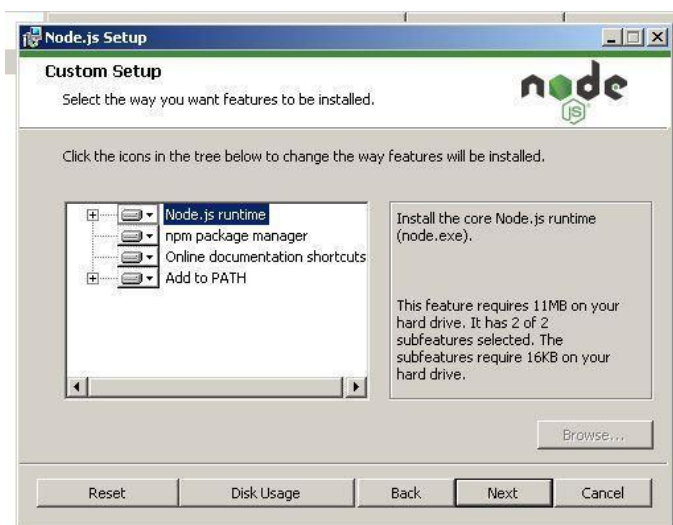 Node.js Setup
Custom Setup
Select the way you want features to be installed.
node
JS
Click the icons in the tree below to change the way features will be installed.
Node.js runtime
npm package manager
Online documentation shortcuts
Add to PATH
Install the core Node.js runtime
(node.exe).
This feature requires 11MB on your
hard drive. It has 2 of 2
subfeatures selected. The
subfeatures require 16KB on your
hard drive.
Browse...
Reset
Disk Usage
Back
Next
Cancel